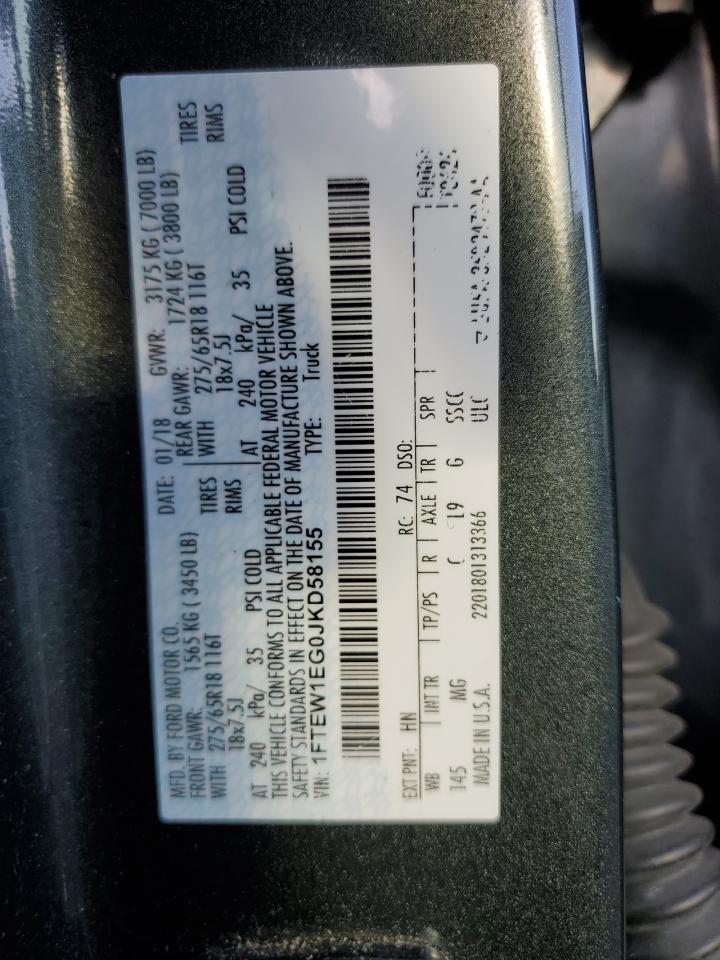 MFD. BY FORD MOTOR CO. DATE: 01/18 GVWR: 3175 KG ( 7000 LB)
FRONT GAWR: 1565 KG ( 3450 LB) REAR GAWR: 1724 KG ( 3800 LB)
WITH 275/65R18 116T TIRES WITH 275/65R18 116T TIRES
18x7.5J RIMS 18x7.5J RIMS
AT 240 kPa/ 35 PSI COLD AT 240 kPa/ 35 PSI COLD
THIS VEHICLE CONFORMS TO ALL APPLICABLE FEDERAL MOTOR VEHICLE
SAFETY STANDARDS IN EFFECT ON THE DATE OF MANUFACTURE SHOWN ABOVE.
VIN: 1FTEW1EG0JKD58155 TYPE: Truck
EXT PNT: HN RC: 74 DSO:
WB INT TR TP/PS R AXLE TR SPR
145 MG 19 G
MADE IN U.S.A. 2201801313366